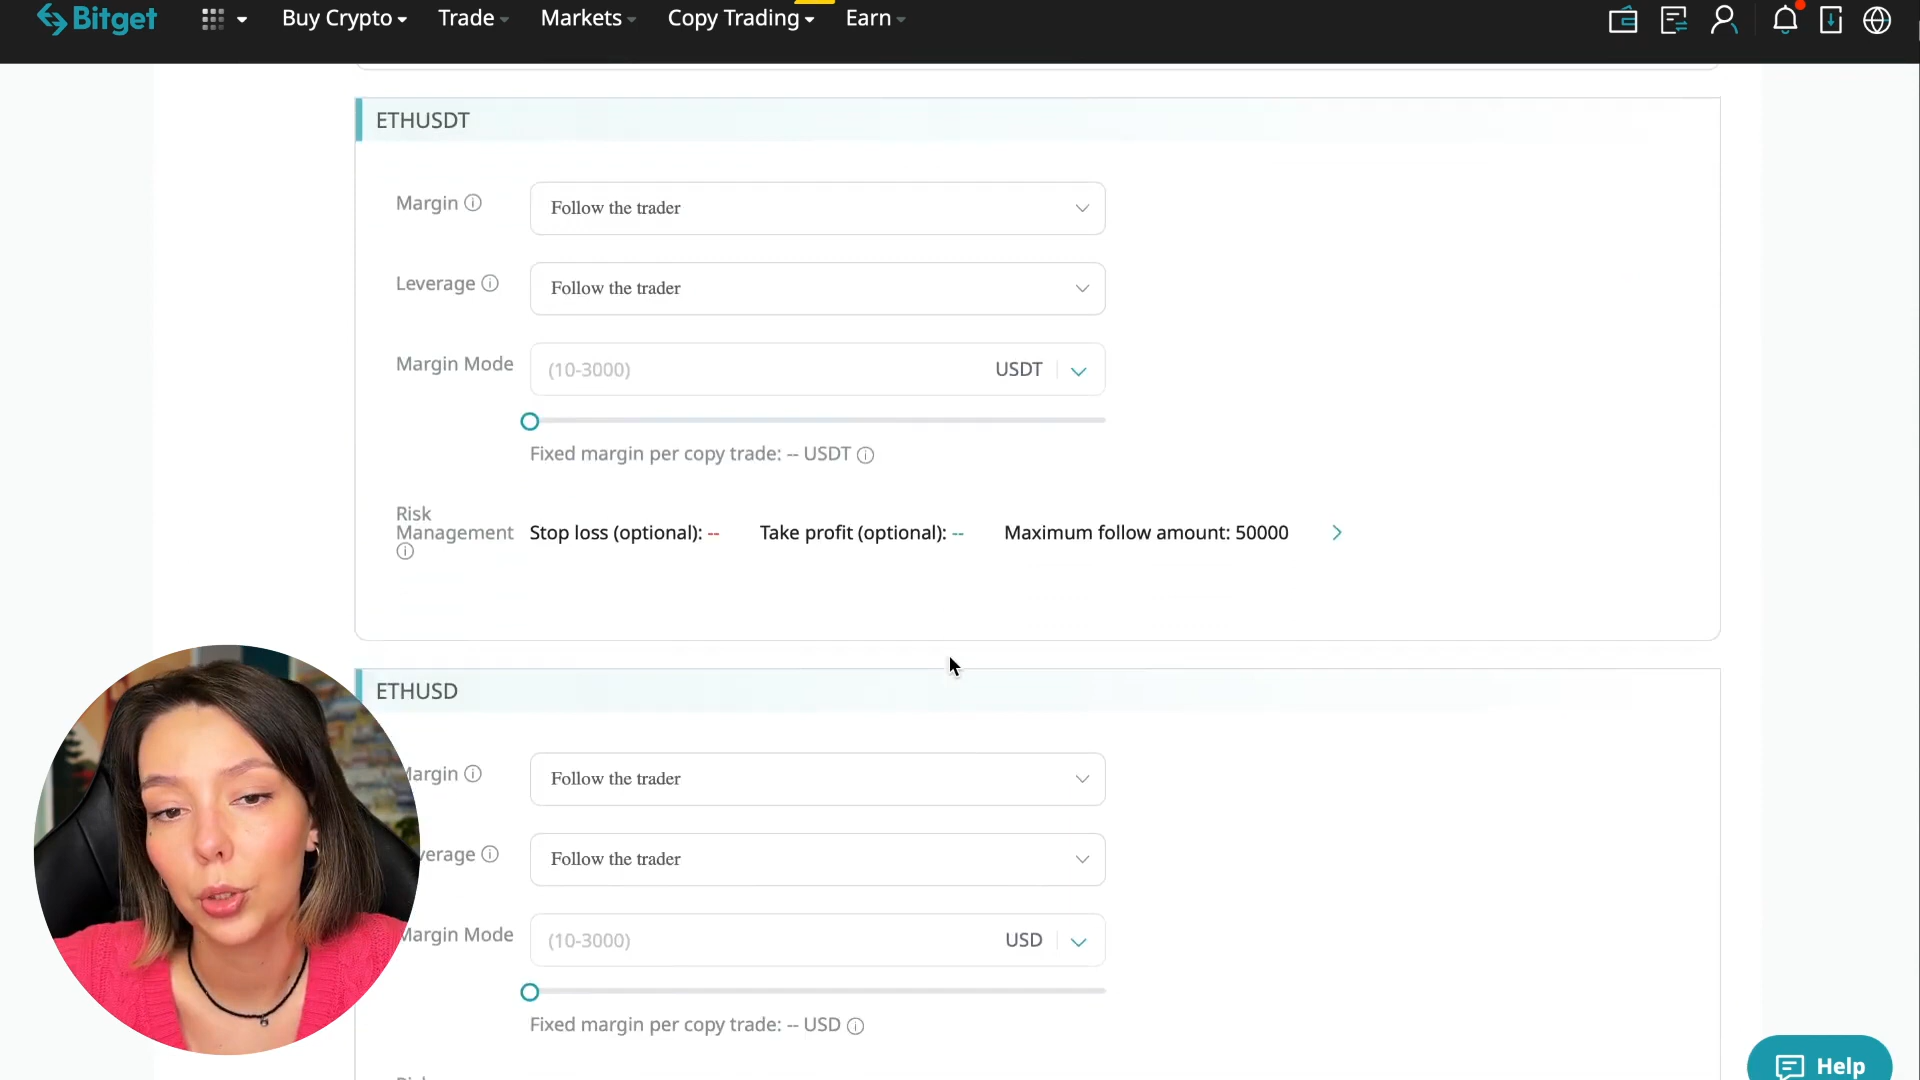 Bitget
Buy Crypto Trade Markets Copy Trading Earn
ETHUSDT
Margin
Follow the trader
Leverage
Follow the trader
Margin Mode
(10-3000) USDT
Fixed margin per copy trade: -- USDT
Risk Management
Stop loss (optional): -- Take profit (optional): -- Maximum follow amount: 50000
ETHUSD
Margin
Follow the trader
verage
Follow the trader
Margin Mode
(10-3000) USD
Fixed margin per copy trade: -- USD
Help